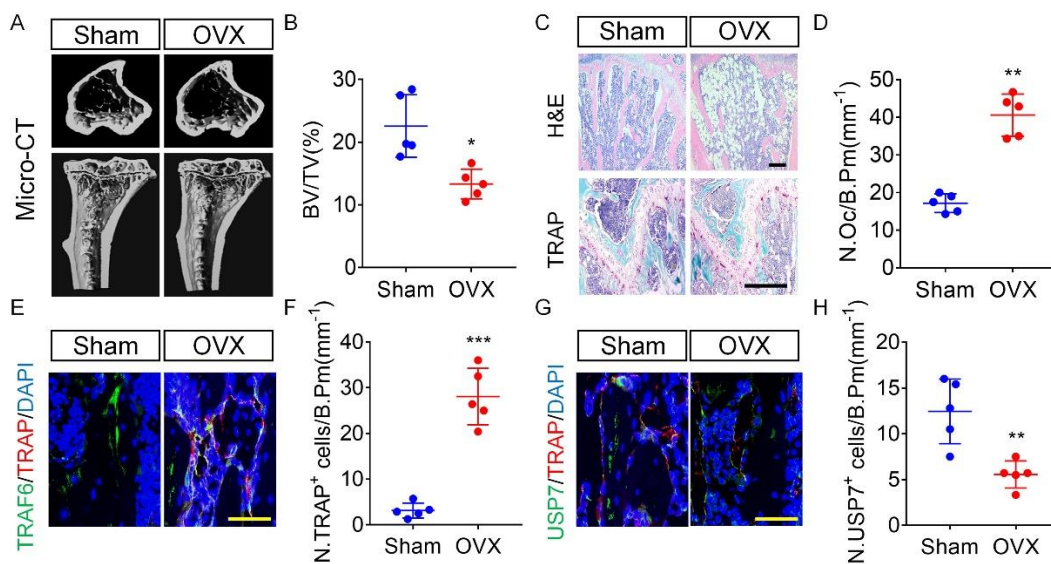 A
Sham
OVX
Micro-CT
B
BV/TV(%)
30
20
10
0
*
Sham
OVX
C
Sham
OVX
H&E
TRAP
D
N.Oc/B.Pm(mm⁻¹)
50
40
30
20
10
0
**
Sham
OVX
E
Sham
OVX
TRAF6/TRAP/DAPI
F
N.TRAP⁺ cells/B.Pm(mm⁻¹)
40
30
20
10
0
***
Sham
OVX
G
Sham
OVX
USP7/TRAP/DAPI
H
N.USP7⁺ cells/B.Pm(mm⁻¹)
20
15
10
5
0
**
Sham
OVX